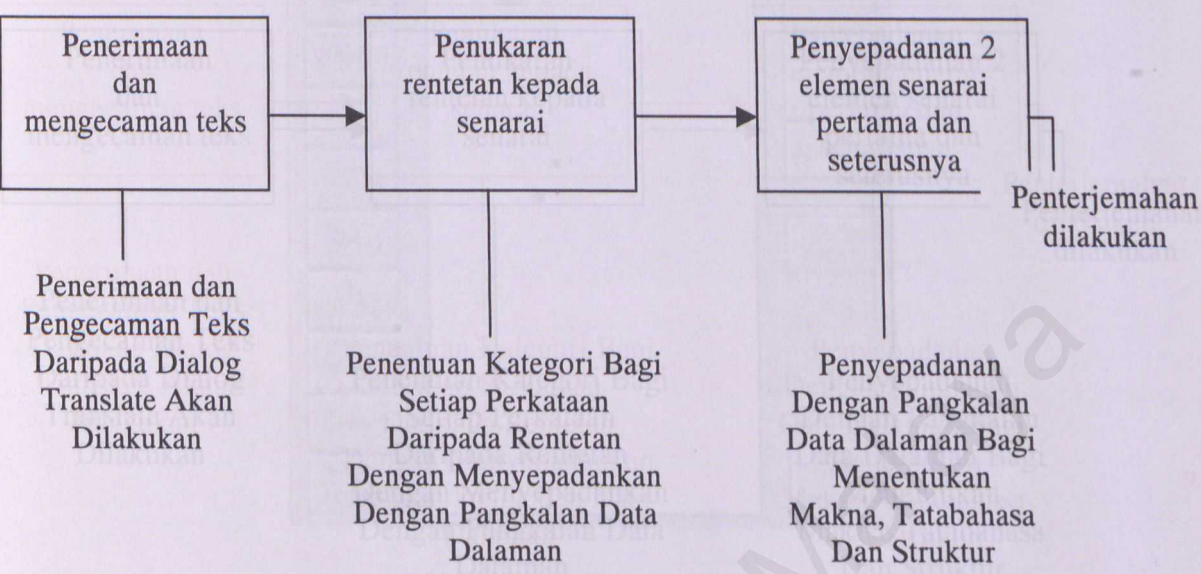 Penerimaan
dan
mengecaman teks
Penukaran
rentetan kepada
senarai
Penyepadanan 2
elemen senarai
pertama dan
seterusnya
Penterjemahan
dilakukan
Penerimaan dan
Pengecaman Teks
Daripada Dialog
Translate Akan
Dilakukan
Penentuan Kategori Bagi
Setiap Perkataan
Daripada Rentetan
Dengan Menyepadankan
Dengan Pangkalan Data
Dalaman
Penyepadanan
Dengan Pangkalan
Data Dalaman Bagi
Menentukan
Makna, Tatabahasa
Dan Struktur
Malaya